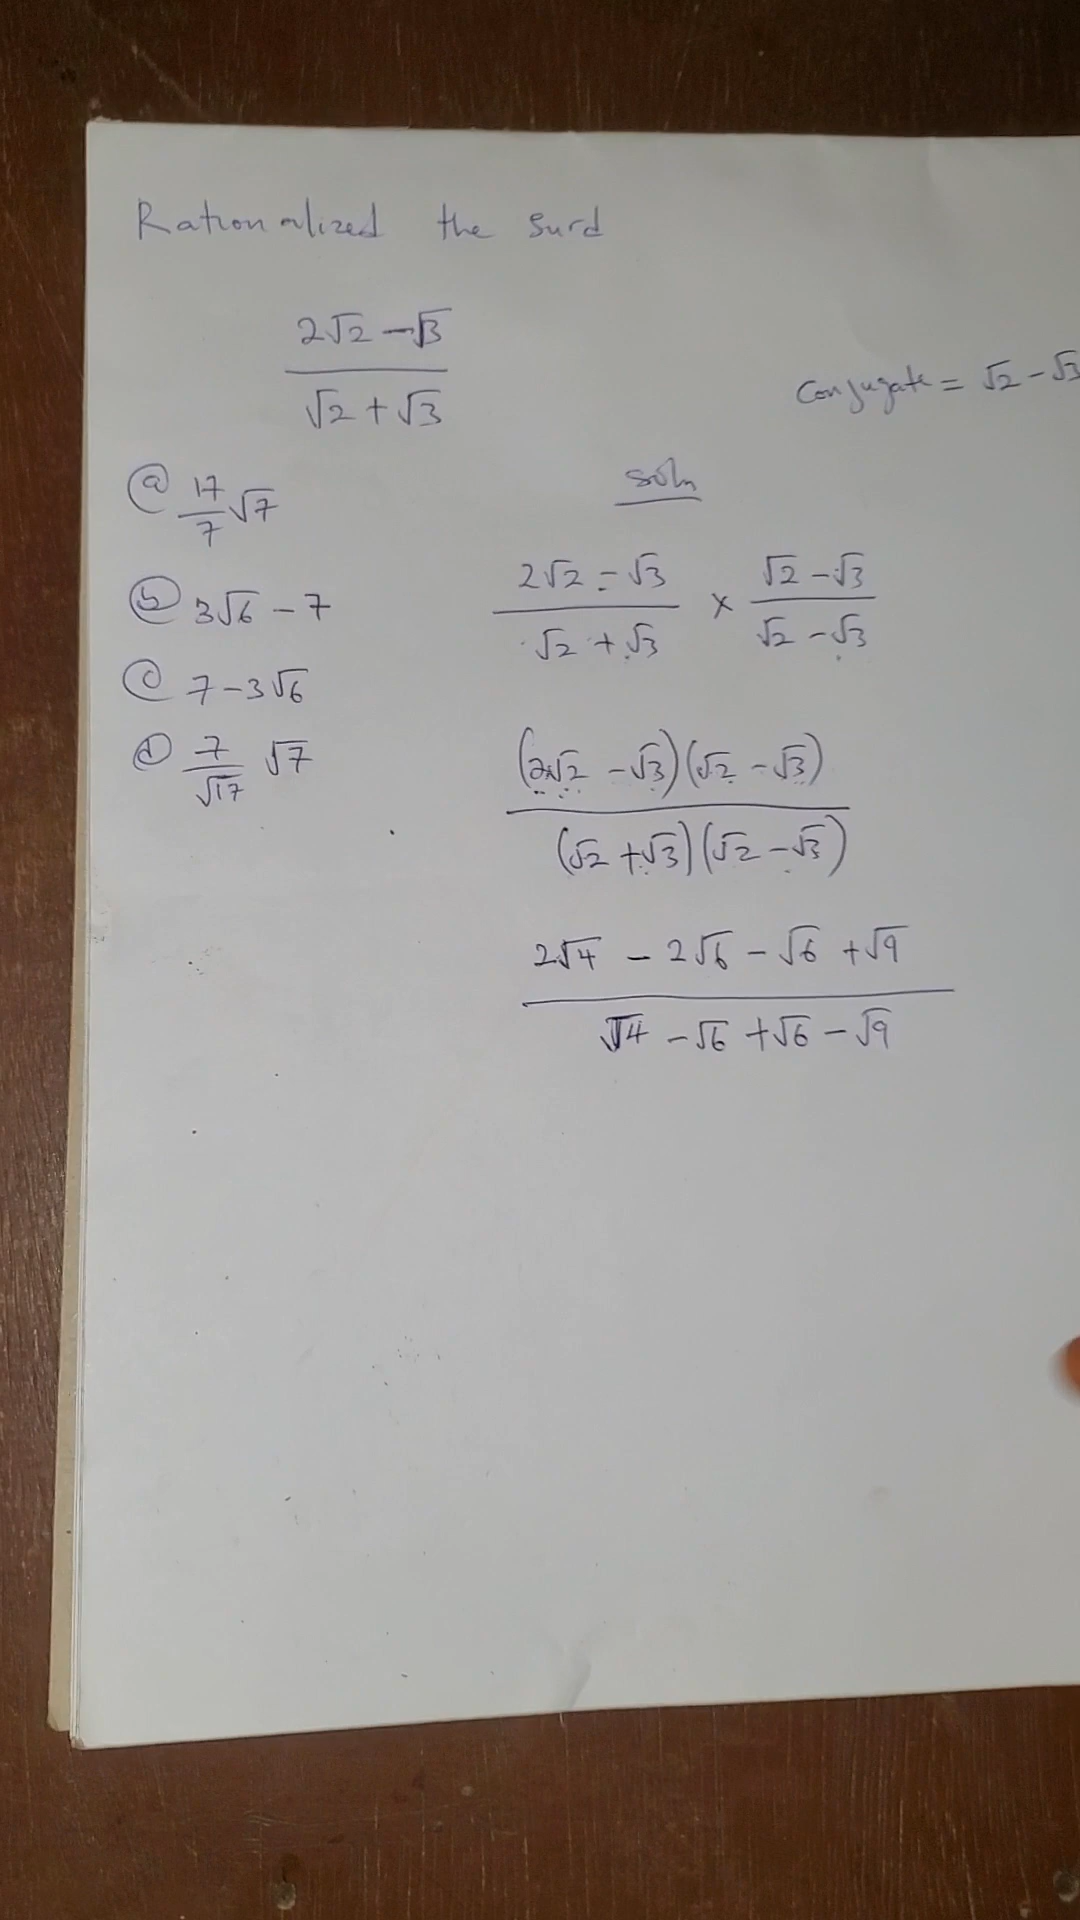 Rationalized the surd
2√2 - √3
√2 + √3
Conjugate = √2 - √3
ⓐ 17/7 √7
ⓑ 3√6 - 7
ⓒ 7 - 3√6
ⓓ 7/√17 √7
soln
2√2 - √3 × √2 - √3
√2 + √3 √2 - √3
(2√2 - √3)(√2 - √3)
(√2 + √3)(√2 - √3)
2√4 - 2√6 - √6 + √9
√4 - √6 + √6 - √9